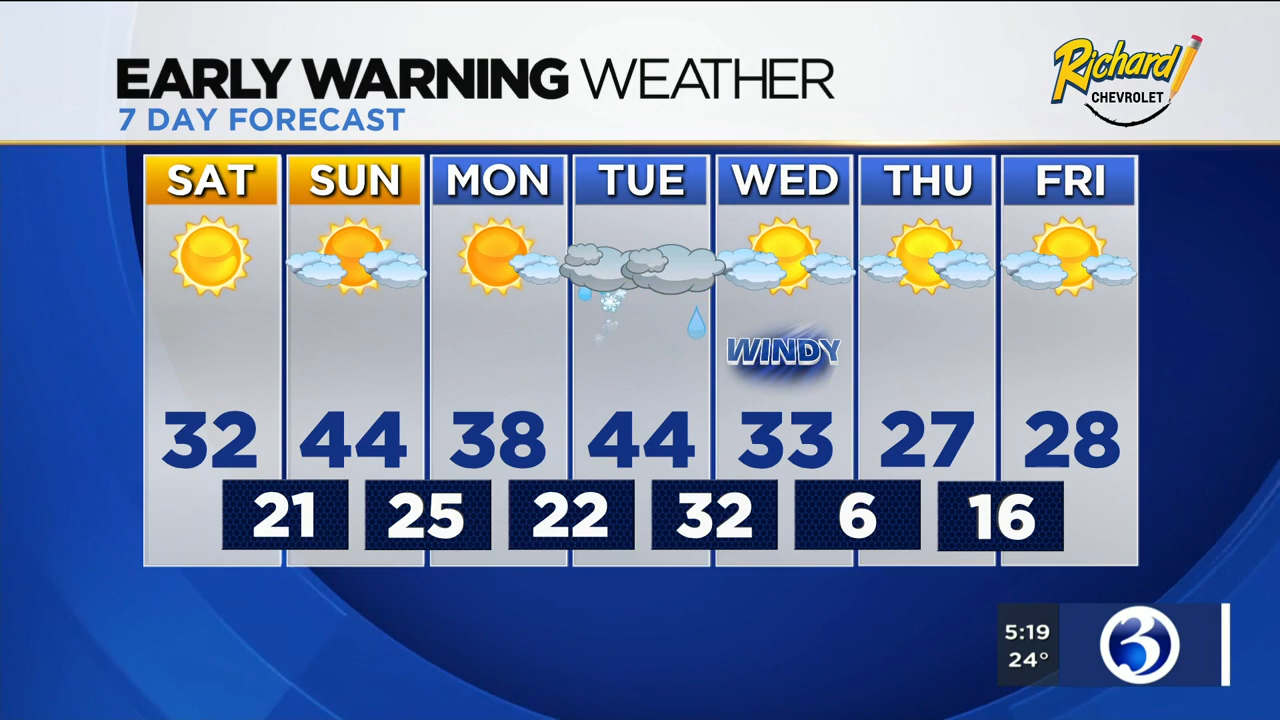 EARLY WARNING WEATHER
7 DAY FORECAST
Richard
CHEVROLET
SAT SUN MON TUE WED THU FRI
WINDY
32 44 38 44 33 27 28
21 25 22 32 6 16
5:19
24°
3